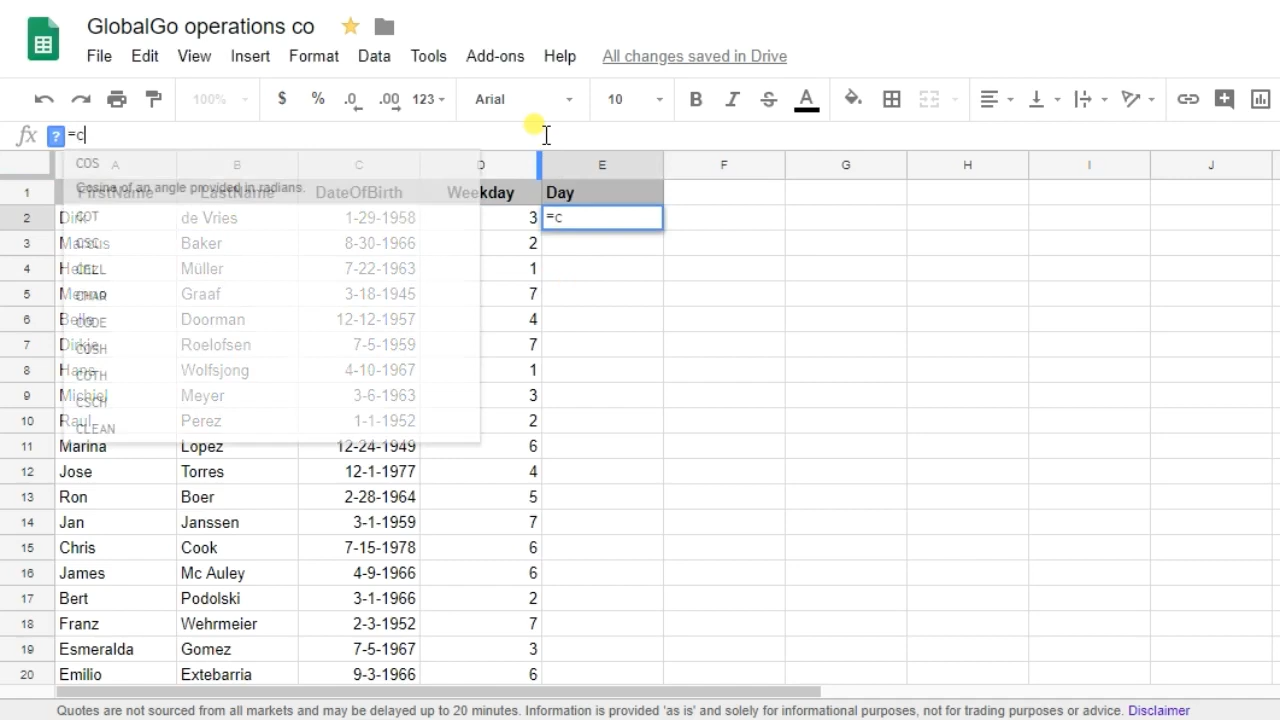 GlobalGo operations co
File Edit View Insert Format Data Tools Add-ons Help All changes saved in Drive
100% $ % .0 .00 123 Arial 10 B I S A
fx ? =c
A B C D E F G H I J
COS
Cosine of an angle provided in radians.
COT
CSC
CELL
CHAR
CODE
COSH
COTH
CSCH
CLEAN
1 FirstName LastName DateOfBirth Weekday Day
2 Dirk de Vries 1-29-1958 3 =c
3 Marcus Baker 8-30-1966 2
4 Müller 7-22-1963 1
5 Graaf 3-18-1945 7
6 Doorman 12-12-1957 4
7 Dirkje Roelofsen 7-5-1959 7
8 Hans Wolfsjong 4-10-1967 1
9 Michiel Meyer 3-6-1963 3
10 Raul Perez 1-1-1952 2
11 Marina Lopez 12-24-1949 6
12 Jose Torres 12-1-1977 4
13 Ron Boer 2-28-1964 5
14 Jan Janssen 3-1-1959 7
15 Chris Cook 7-15-1978 6
16 James Mc Auley 4-9-1966 6
17 Bert Podolski 3-1-1966 2
18 Franz Wehrmeier 2-3-1952 7
19 Esmeralda Gomez 7-5-1967 3
20 Emilio Extebarria 9-3-1966 6
Quotes are not sourced from all markets and may be delayed up to 20 minutes. Information is provided 'as is' and solely for informational purposes, not for trading purposes or advice. Disclaimer